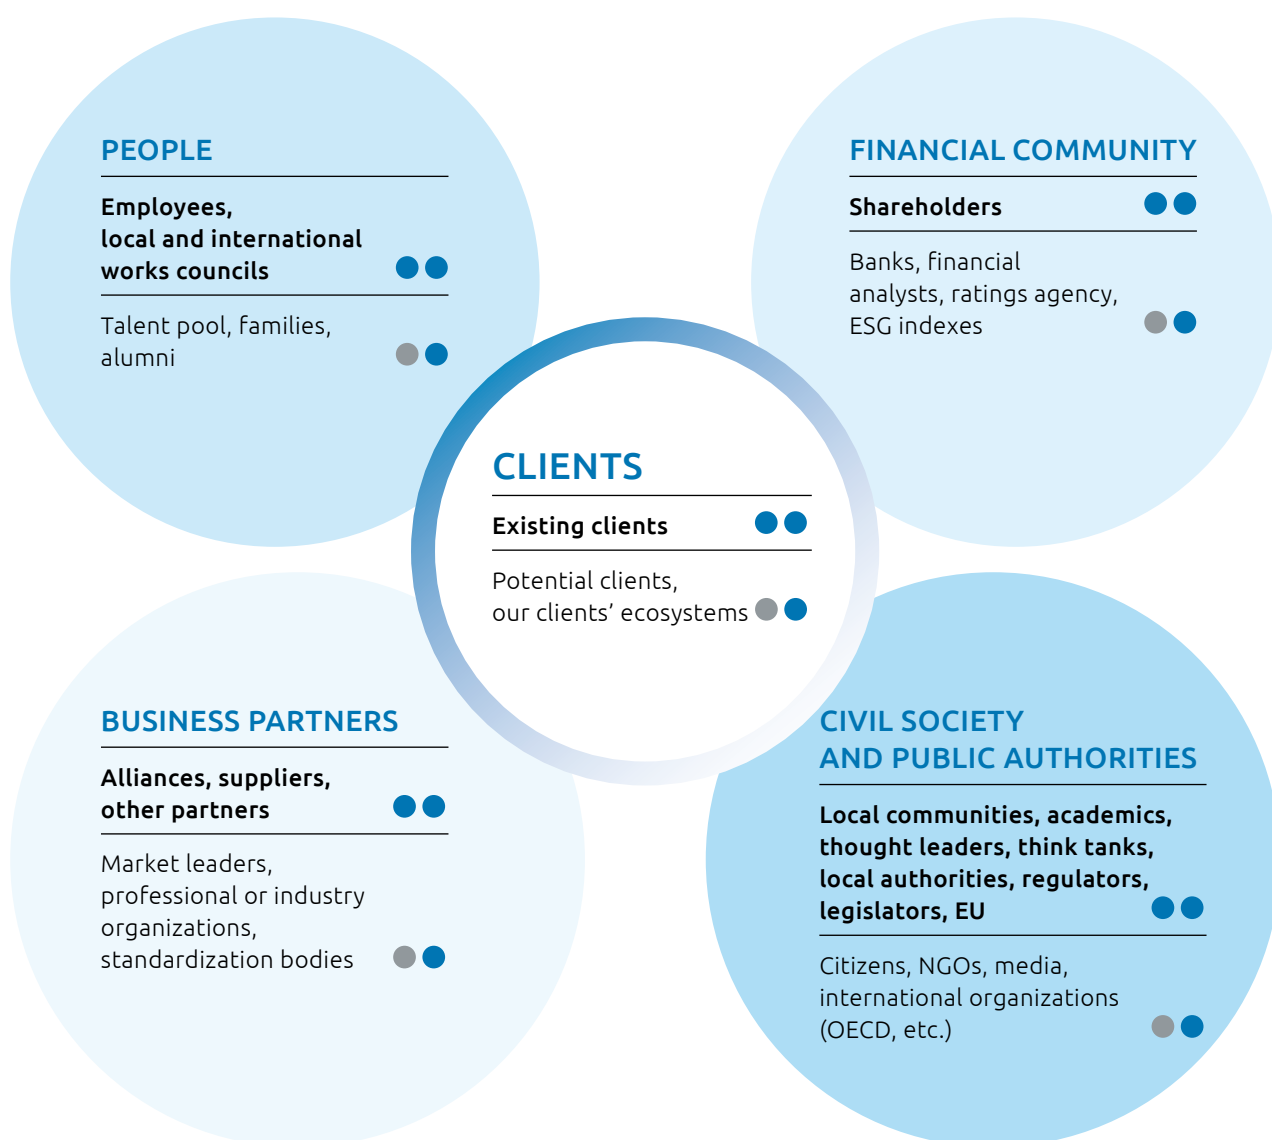 PEOPLE
Employees,
local and international
works councils
Talent pool, families,
alumni
FINANCIAL COMMUNITY
Shareholders
Banks, financial
analysts, ratings agency,
ESG indexes
CLIENTS
Existing clients
Potential clients,
our clients’ ecosystems
BUSINESS PARTNERS
Alliances, suppliers,
other partners
Market leaders,
professional or industry
organizations,
standardization bodies
CIVIL SOCIETY
AND PUBLIC AUTHORITIES
Local communities, academics,
thought leaders, think tanks,
local authorities, regulators,
legislators, EU
Citizens, NGOs, media,
international organizations
(OECD, etc.)